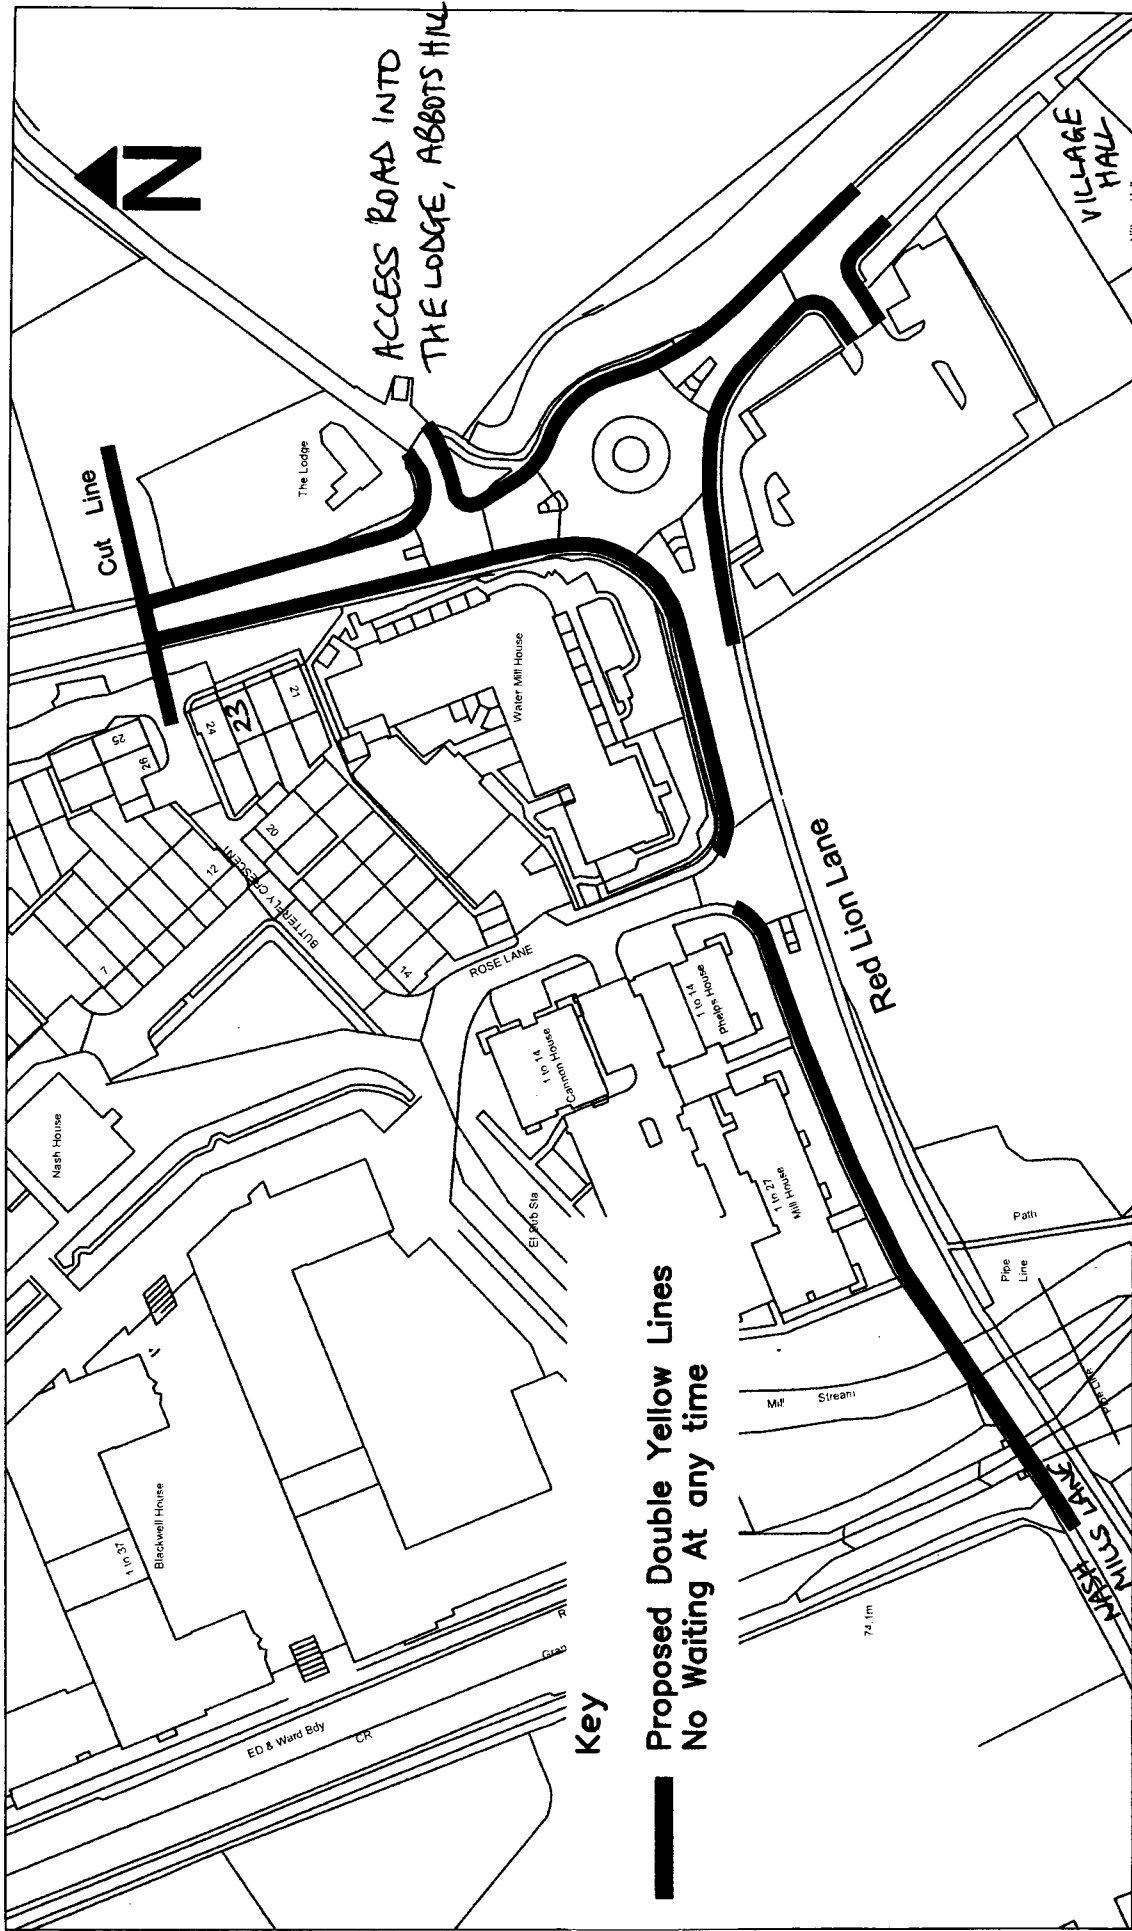 ACCESS ROAD INTO
THE LODGE, ABBOTS HILL
N
VILLAGE
HALL
Cut Line
The Lodge
25
26
24
23
21
20
12
7
14
BUTTERFLY CRESCENT
Water Mill House
ROSE LANE
Red Lion Lane
Nash House
1 to 14
Cannon House
1 to 14
Phelps House
1 to 27
Mill House
El Sub Sta
Path
Pipe
Line
Pipe Line
Mill Stream
NASH
MILLS LANE
74.1m
1 to 37
Blackwell House
ED & Ward Bdy
CR
Key
Proposed Double Yellow Lines
No Waiting At any time